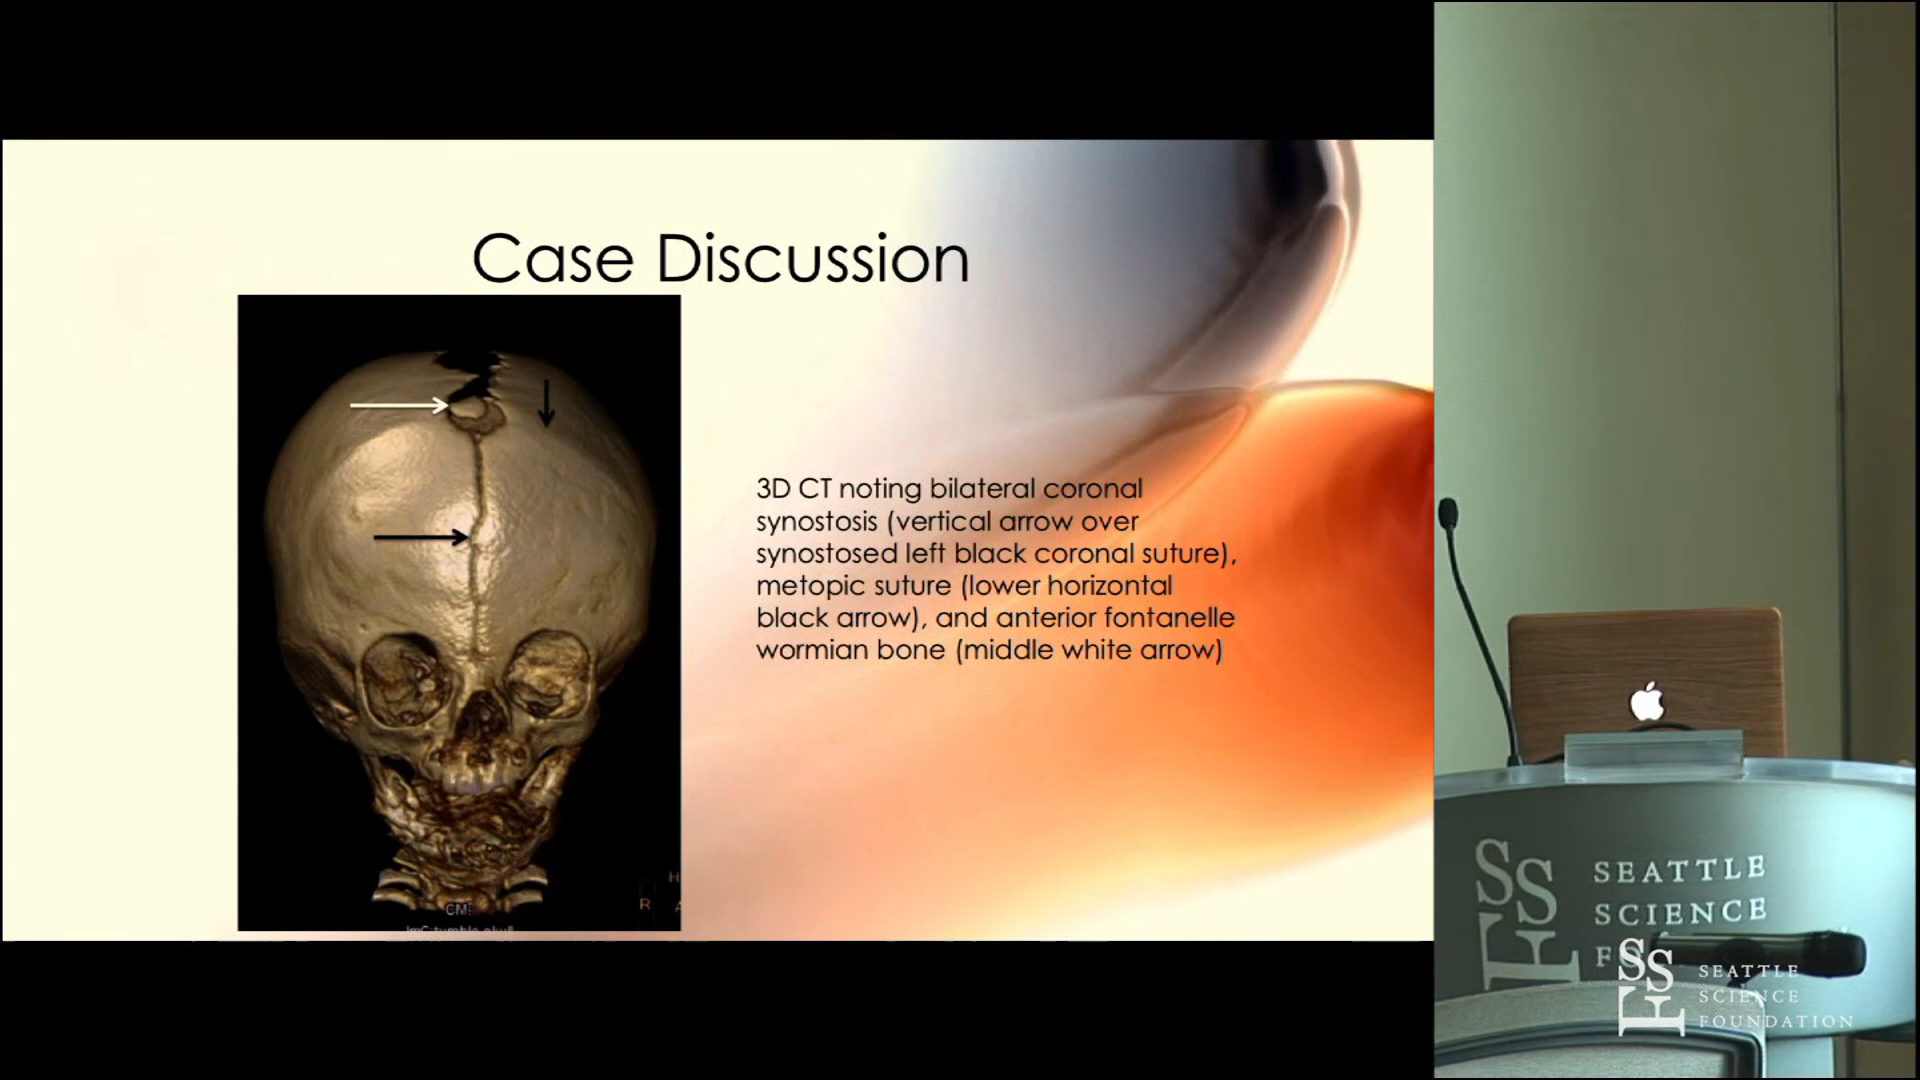 Case Discussion
3D CT noting bilateral coronal
synostosis (vertical arrow over
synostosed left black coronal suture),
metopic suture (lower horizontal
black arrow), and anterior fontanelle
wormian bone (middle white arrow)
R
SEATTLE
SCIENCE
SEATTLE
SCIENCE
FOUNDATION